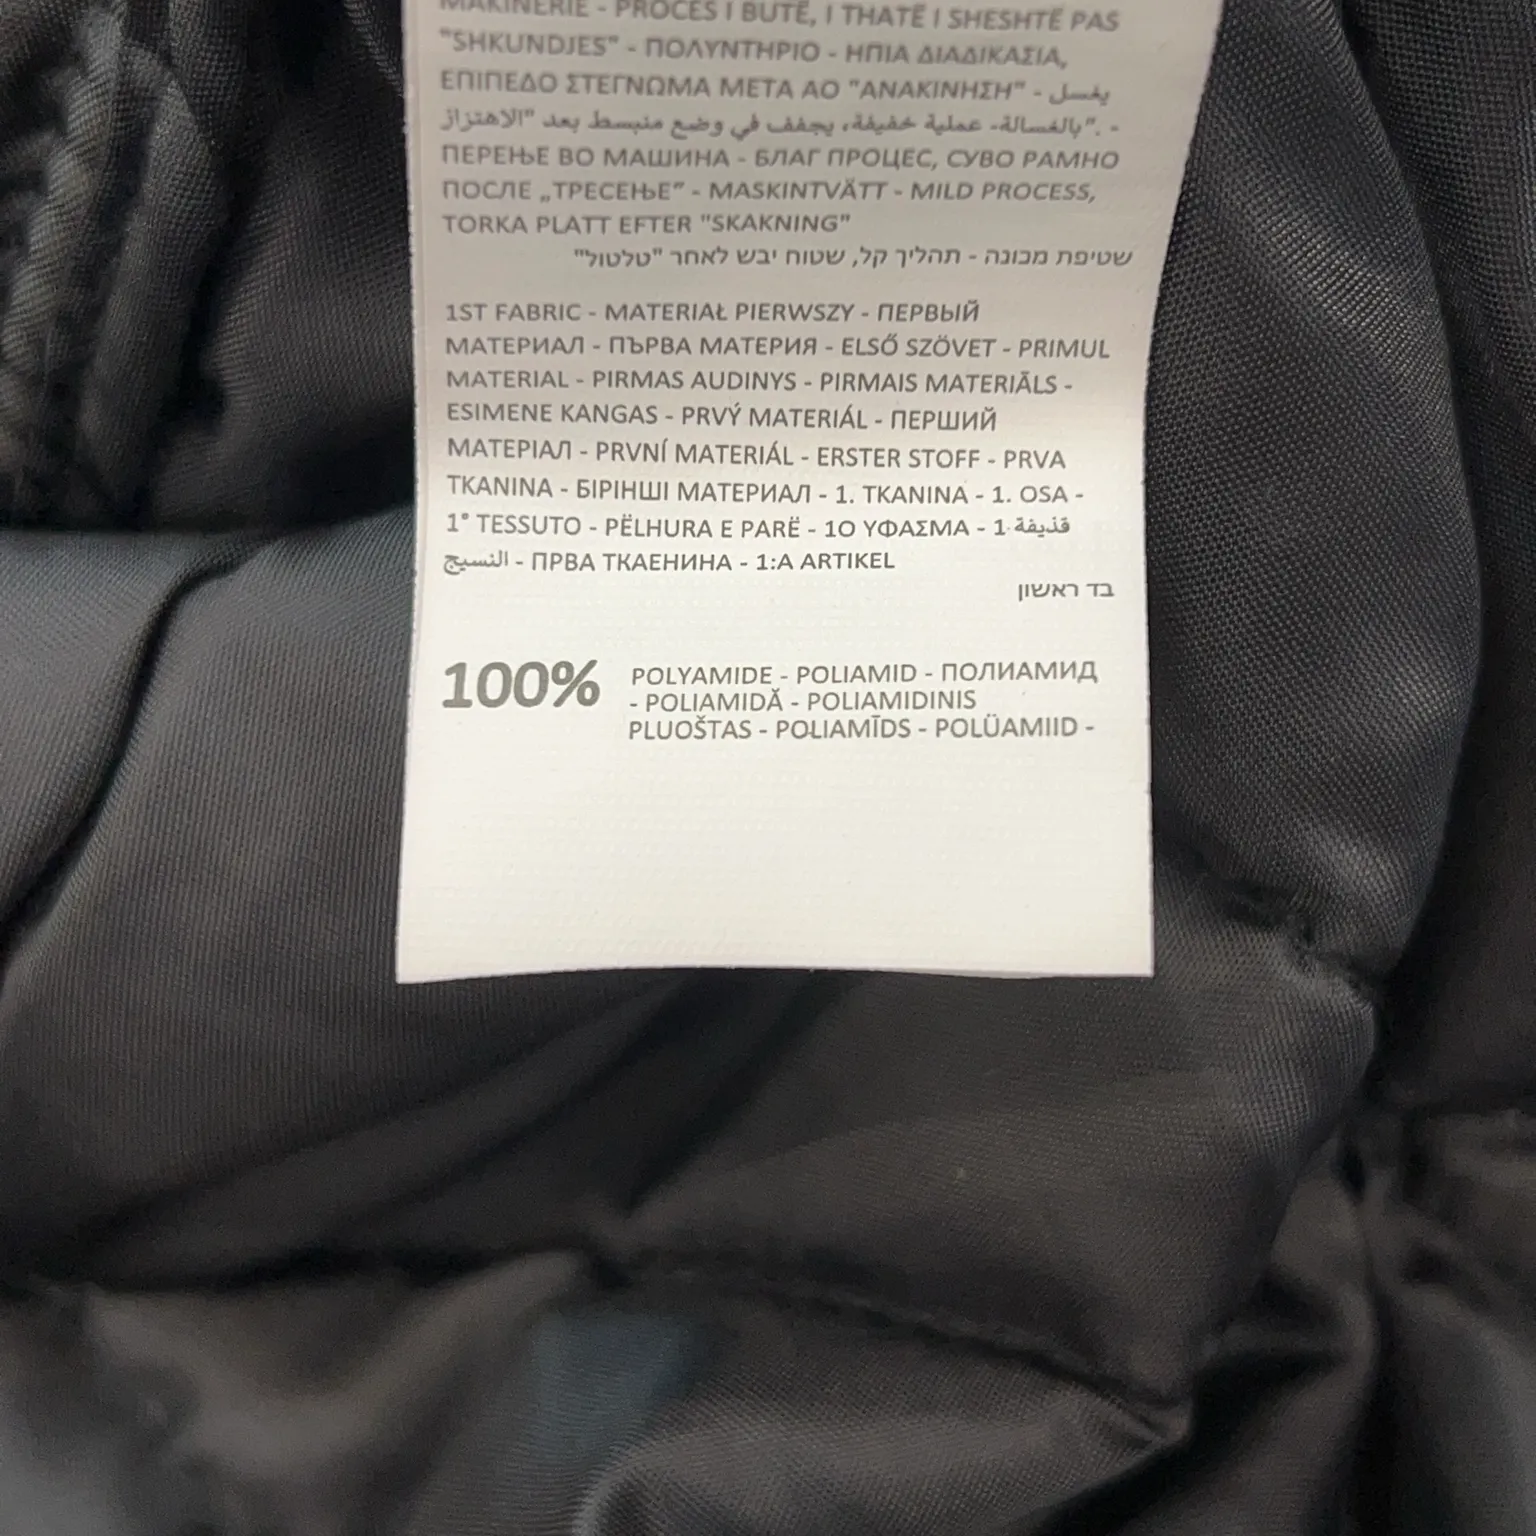 MAKINERIE - PROCES I BUTË, I THATË I SHESHTË PAS
"SHKUNDJES" - ΠΟΛΥΝΤΗΡΙΟ - ΗΠΙΑ ΔΙΑΔΙΚΑΣΙΑ,
ΕΠΙΠΕΔΟ ΣΤΕΓΝΩΜΑ ΜΕΤΑ ΑΟ "ΑΝΑΚΙΝΗΣΗ" - يغسل
بالغسالة- عملية خفيفة، يجفف في وضع منبسط بعد "الاهتزاز". -
ПЕРЕЊЕ ВО МАШИНА - БЛАГ ПРОЦЕС, СУВО РАМНО
ПОСЛЕ „ТРЕСЕЊЕ" - MASKINTVÄTT - MILD PROCESS,
TORKA PLATT EFTER "SKAKNING"
שטיפת מכונה - תהליך קל, שטוח יבש לאחר "טלטול"
1ST FABRIC - MATERIAŁ PIERWSZY - ПЕРВЫЙ
МАТЕРИАЛ - ПЪРВА МАТЕРИЯ - ELSŐ SZÖVET - PRIMUL
MATERIAL - PIRMAS AUDINYS - PIRMAIS MATERIĀLS -
ESIMENE KANGAS - PRVÝ MATERIÁL - ПЕРШИЙ
МАТЕРІАЛ - PRVNÍ MATERIÁL - ERSTER STOFF - PRVA
TKANINA - БІРІНШІ МАТЕРИАЛ - 1. TKANINA - 1. OSA -
1° TESSUTO - PËLHURA E PARË - 1Ο ΥΦΑΣΜΑ - 1. قذيفة
النسيج - ПРВА ТКАЕНИНА - 1:A ARTIKEL
בד ראשון
100% POLYAMIDE - POLIAMID - ПОЛИАМИД
- POLIAMIDĂ - POLIAMIDINIS
PLUOŠTAS - POLIAMĪDS - POLÜAMIID -